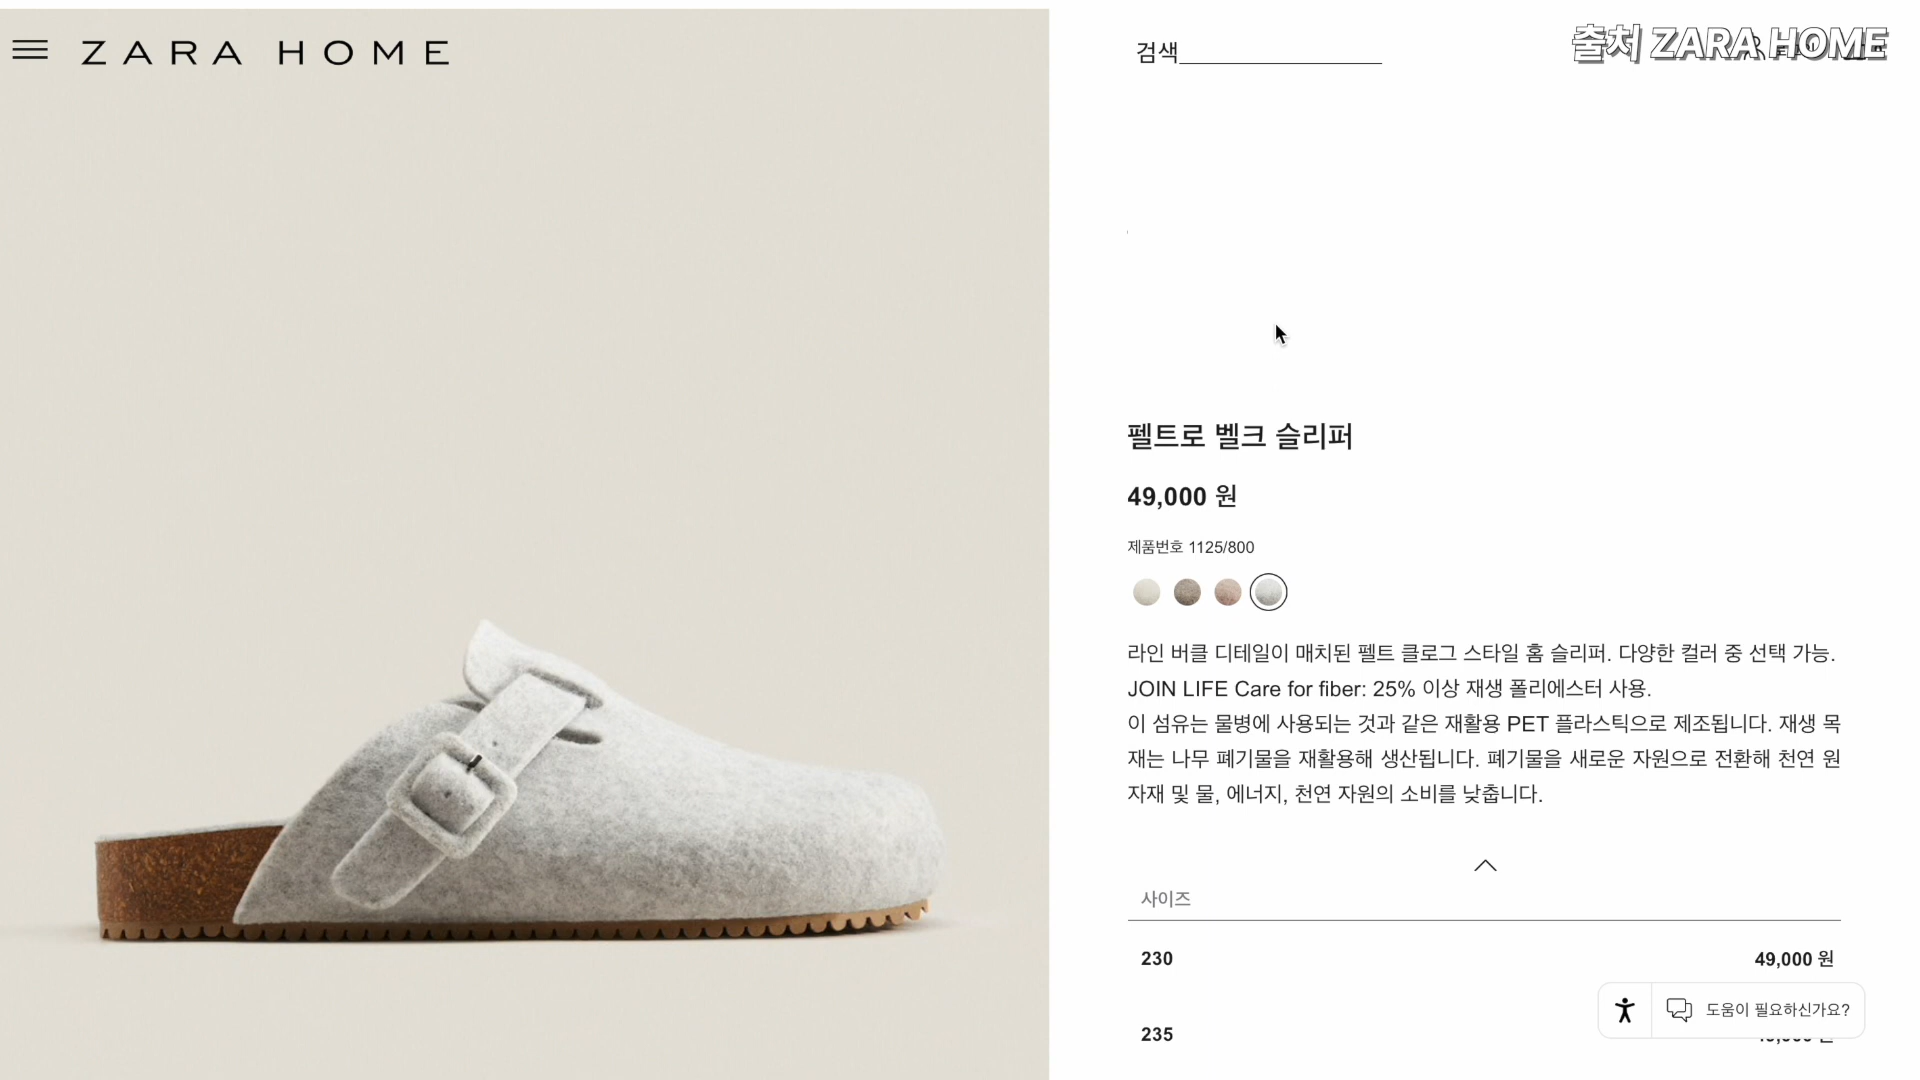 ZARA HOME
검색
출처 ZARA HOME
펠트로 벨크 슬리퍼
49,000 원
제품번호 1125/800
라인 버클 디테일이 매치된 펠트 클로그 스타일 홈 슬리퍼. 다양한 컬러 중 선택 가능.
JOIN LIFE Care for fiber: 25% 이상 재생 폴리에스터 사용.
이 섬유는 물병에 사용되는 것과 같은 재활용 PET 플라스틱으로 제조됩니다. 재생 목
재는 나무 폐기물을 재활용해 생산됩니다. 폐기물을 새로운 자원으로 전환해 천연 원
자재 및 물, 에너지, 천연 자원의 소비를 낮춥니다.
사이즈
230 49,000 원
도움이 필요하신가요?
235